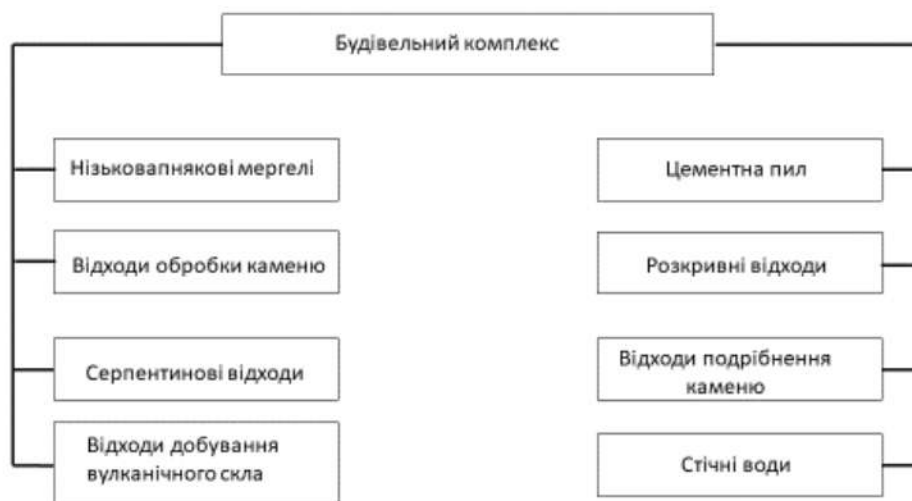 Будівельний комплекс
Нізьковапнякові мергелі
Відходи обробки каменю
Серпентинові відходи
Відходи добування
вулканічного скла
Цементна пил
Розкривні відходи
Відходи подрібнення
каменю
Стічні води